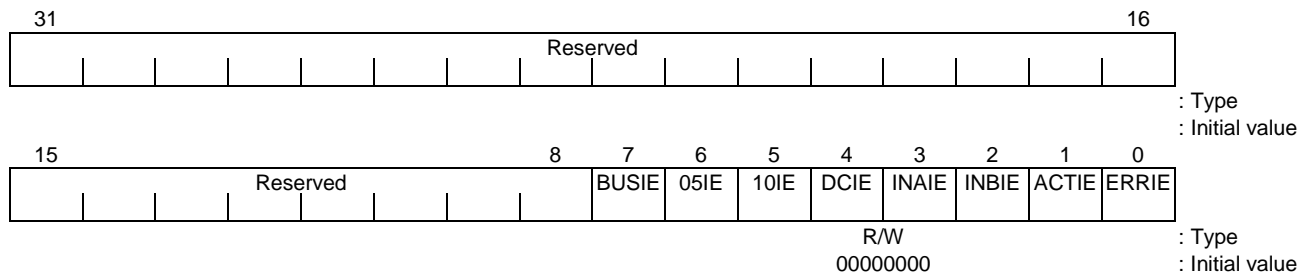 31 16
Reserved
: Type
: Initial value
15 8 7 6 5 4 3 2 1 0
Reserved BUSIE 05IE 10IE DCIE INAIE INBIE ACTIE ERRIE
R/W : Type
00000000 : Initial value